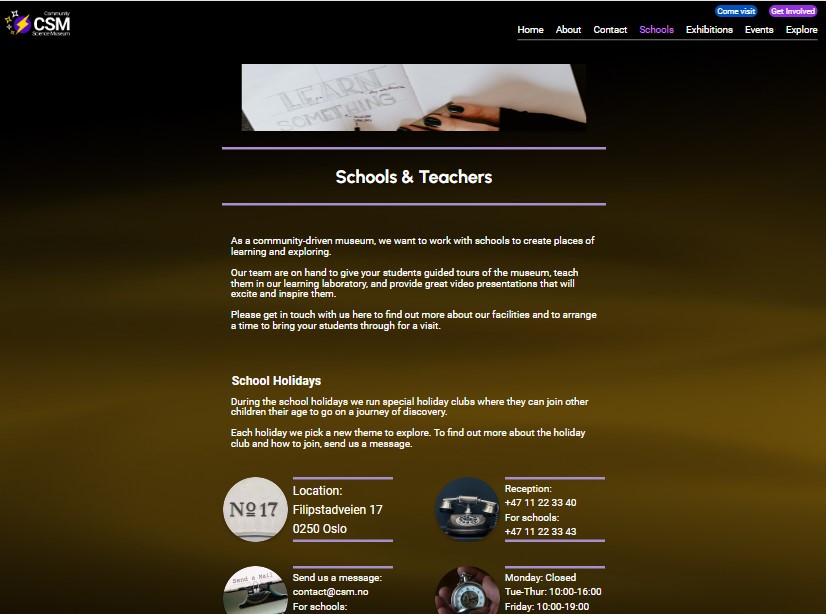 Community
CSM
Science Museum
Come visit
Get Involved
Home
About
Contact
Schools
Exhibitions
Events
Explore
LEARN
SOMETHING
Schools & Teachers
As a community-driven museum, we want to work with schools to create places of
learning and exploring.
Our team are on hand to give your students guided tours of the museum, teach
them in our learning laboratory, and provide great video presentations that will
excite and inspire them.
Please get in touch with us here to find out more about our facilities and to arrange
a time to bring your students through for a visit.
School Holidays
During the school holidays we run special holiday clubs where they can join other
children their age to go on a journey of discovery.
Each holiday we pick a new theme to explore. To find out more about the holiday
club and how to join, send us a message.
Nº17
Location:
Filipstadveien 17
0250 Oslo
Reception:
+47 11 22 33 40
For schools:
+47 11 22 33 43
Send a Mail
Send us a message:
contact@csm.no
For schools:
Monday: Closed
Tue-Thur: 10:00-16:00
Friday: 10:00-19:00